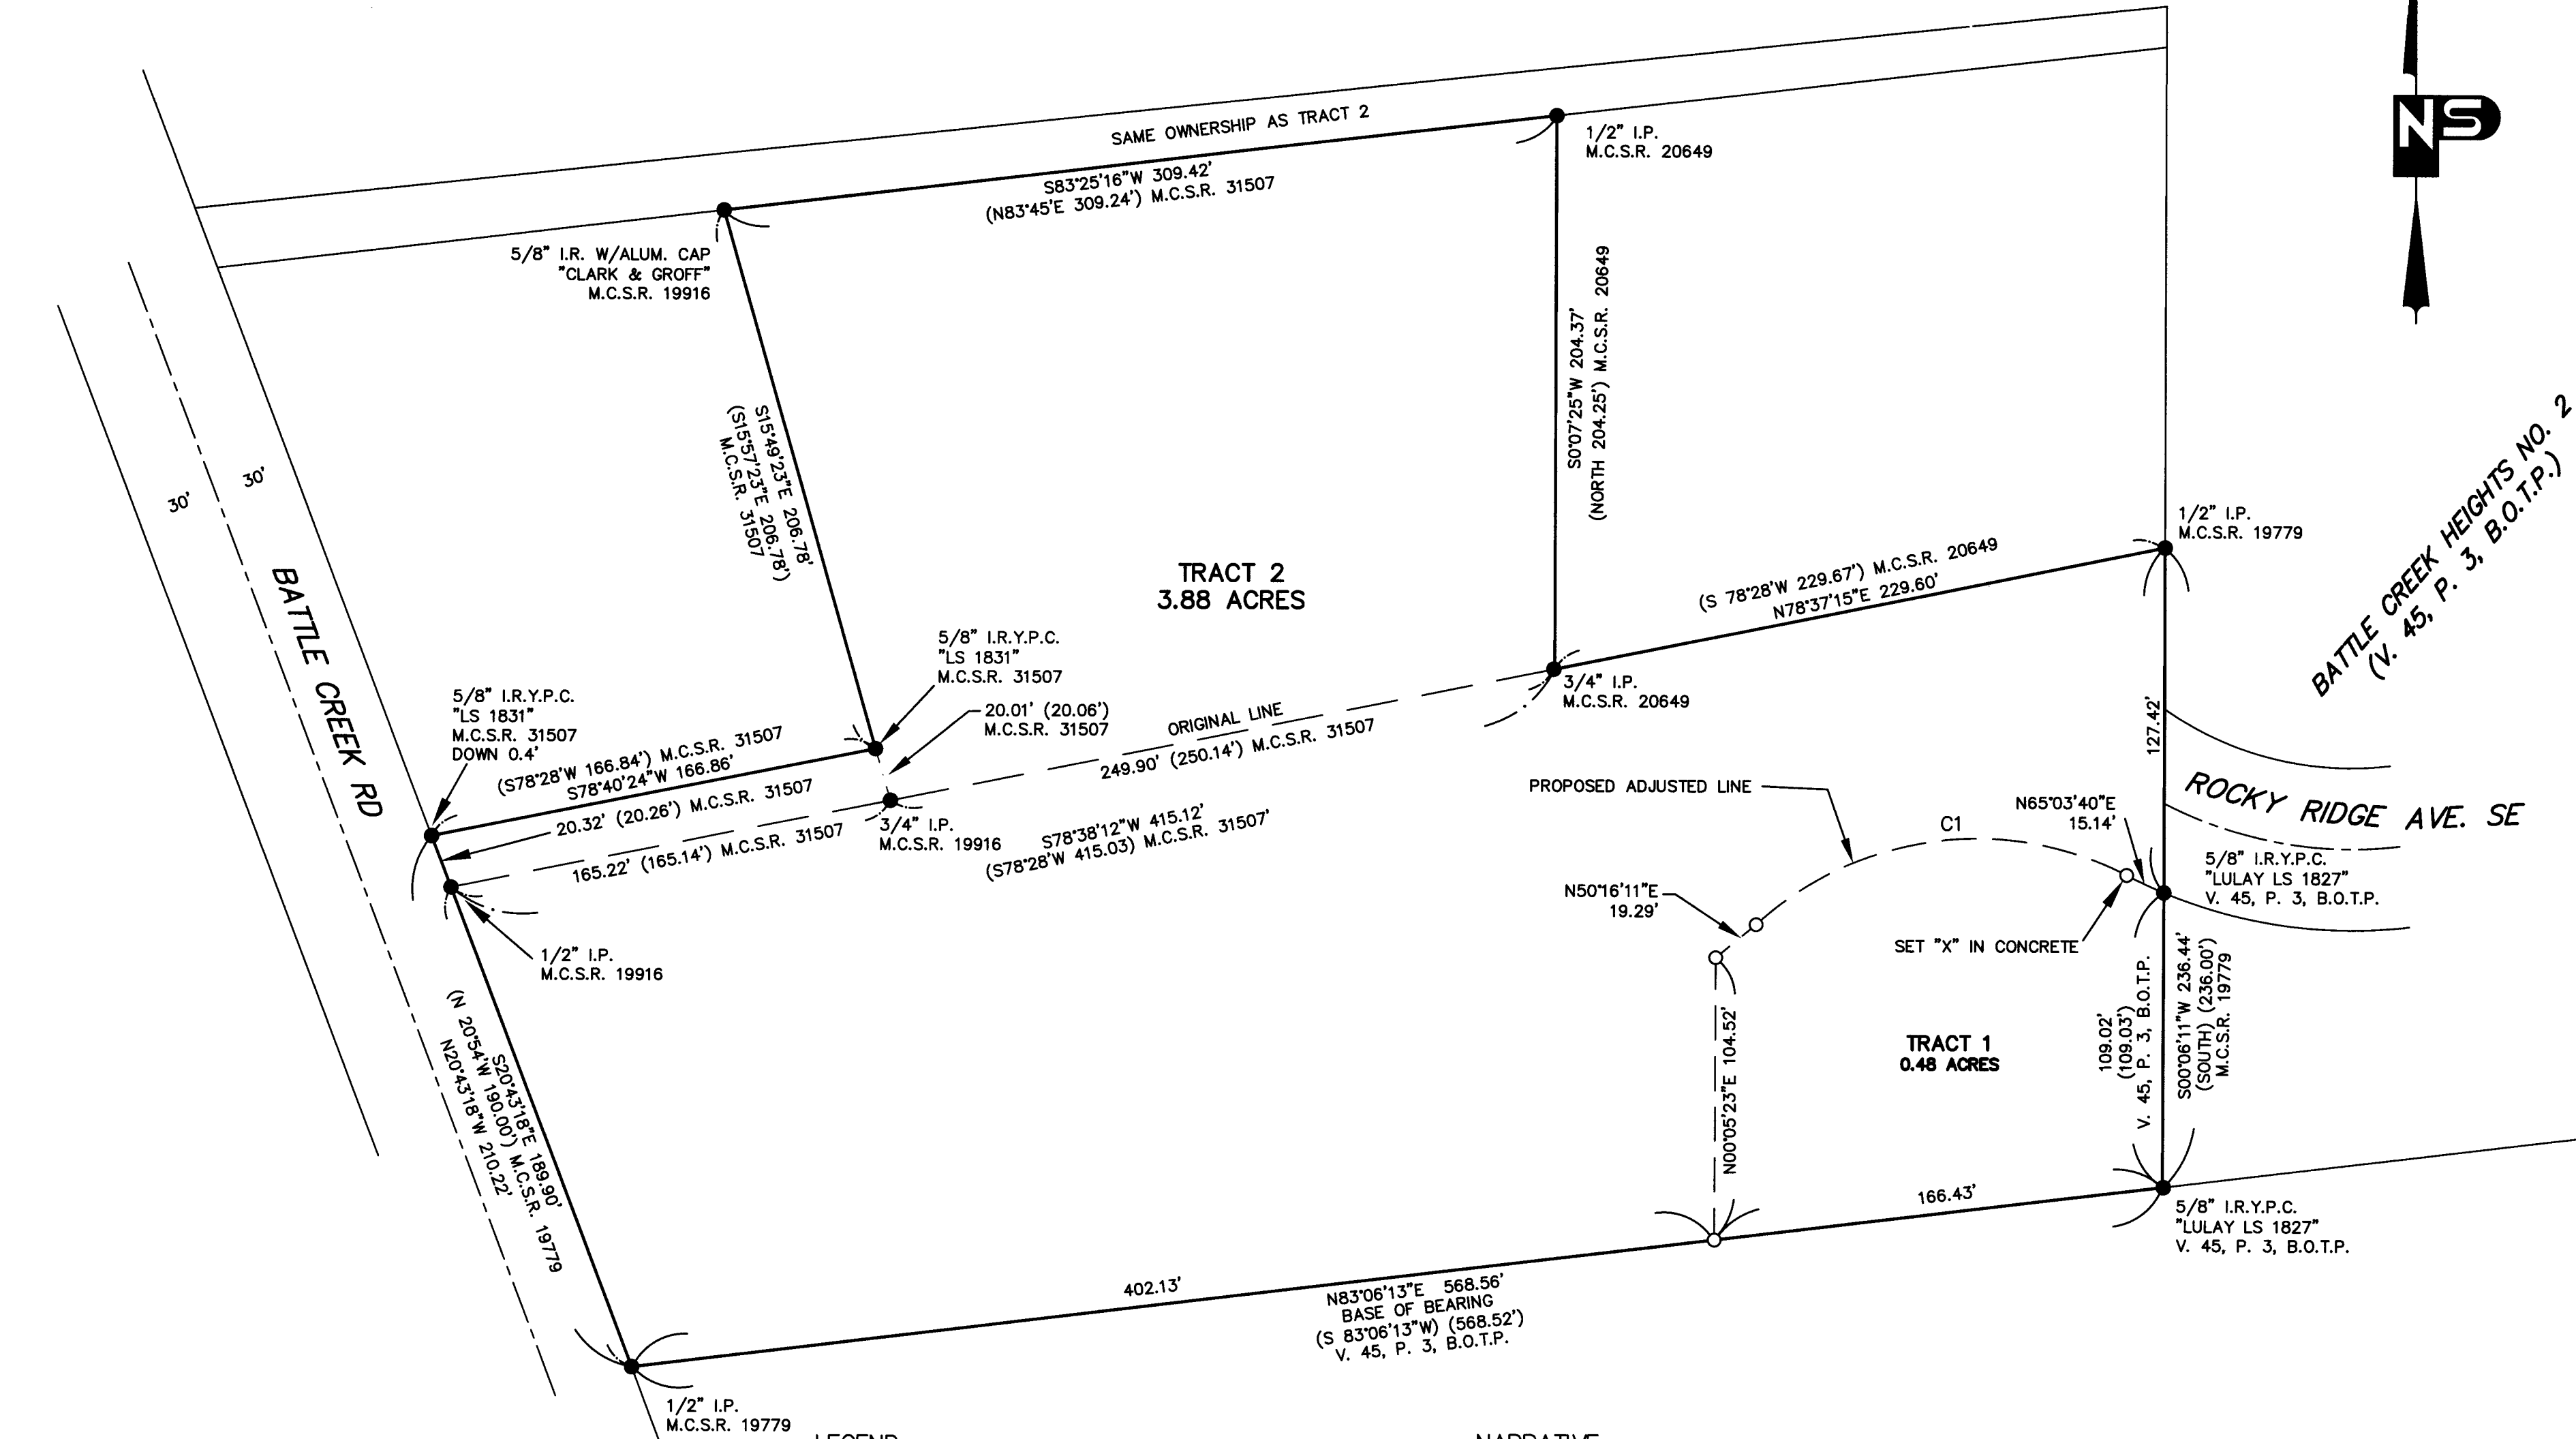 NS
SAME OWNERSHIP AS TRACT 2
1/2" I.P.
M.C.S.R. 20649
S83°25'16"W 309.42'
(N83°45'E 309.24') M.C.S.R. 31507
5/8" I.R. W/ALUM. CAP
"CLARK & GROFF"
M.C.S.R. 19916
S0°07'25"W 204.37'
(NORTH 204.25') M.C.S.R. 20649
S15°49'23"E 206.78'
(S15°57'23"E 206.78')
M.C.S.R. 31507
30'
30'
BATTLE CREEK RD
BATTLE CREEK HEIGHTS NO. 2
(V. 45, P. 3, B.O.T.P.)
1/2" I.P.
M.C.S.R. 19779
TRACT 2
3.88 ACRES
(S 78°28'W 229.67') M.C.S.R. 20649
N78°37'15"E 229.60'
5/8" I.R.Y.P.C.
"LS 1831"
M.C.S.R. 31507
5/8" I.R.Y.P.C.
"LS 1831"
M.C.S.R. 31507
DOWN 0.4'
20.01' (20.06')
M.C.S.R. 31507
3/4" I.P.
M.C.S.R. 20649
ORIGINAL LINE
249.90' (250.14') M.C.S.R. 31507
(S78°28'W 166.84') M.C.S.R. 31507
S78°40'24"W 166.86'
20.32' (20.26') M.C.S.R. 31507
165.22' (165.14') M.C.S.R. 31507
3/4" I.P.
M.C.S.R. 19916
S78°38'12"W 415.12'
(S78°28'W 415.03) M.C.S.R. 31507'
127.42'
PROPOSED ADJUSTED LINE
C1
N65°03'40"E
15.14'
ROCKY RIDGE AVE. SE
5/8" I.R.Y.P.C.
"LULAY LS 1827"
V. 45, P. 3, B.O.T.P.
N50°16'11"E
19.29'
SET "X" IN CONCRETE
1/2" I.P.
M.C.S.R. 19916
S20°43'18"E 189.90'
(N 20°54'W 190.00') M.C.S.R. 19779
N20°43'18"W 210.22'
N00°05'23"E 104.52'
TRACT 1
0.48 ACRES
109.02'
(109.03')
V. 45, P. 3, B.O.T.P.
S00°06'11"W 236.44'
(SOUTH) (236.00')
M.C.S.R. 19779
166.43'
5/8" I.R.Y.P.C.
"LULAY LS 1827"
V. 45, P. 3, B.O.T.P.
402.13'
N83°06'13"E 568.56'
BASE OF BEARING
(S 83°06'13"W) (568.52')
V. 45, P. 3, B.O.T.P.
1/2" I.P.
M.C.S.R. 19779
LEGEND
NARRATIVE